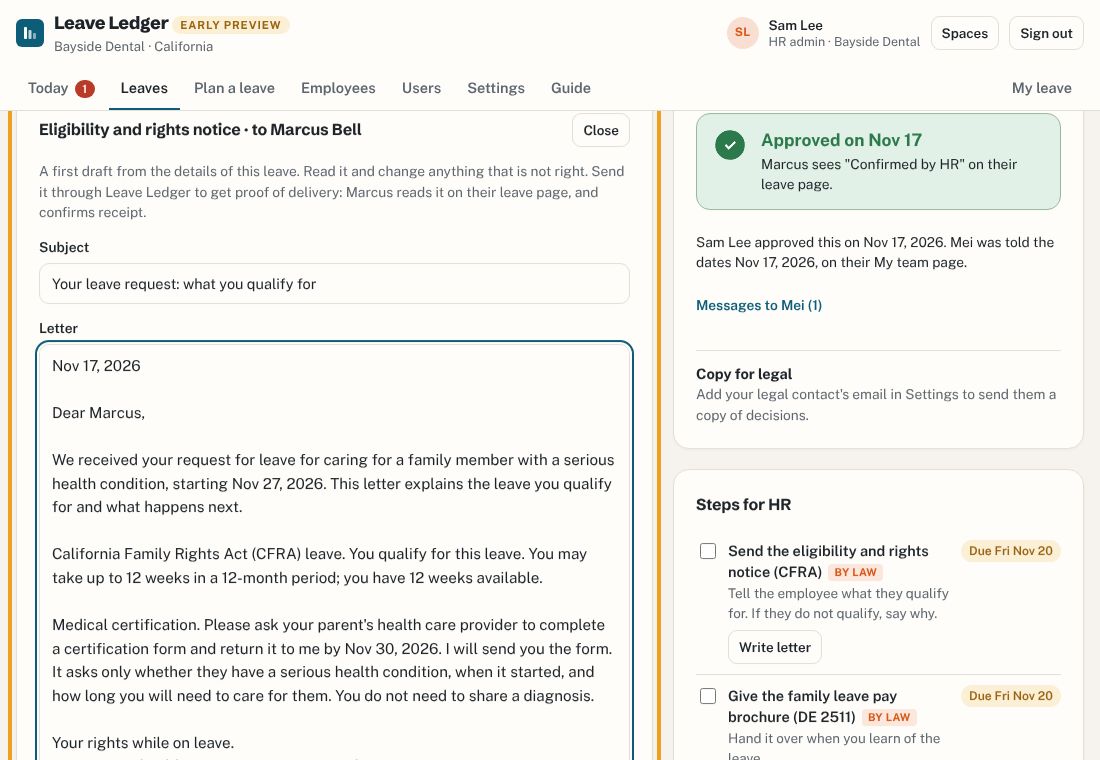 Leave Ledger EARLY PREVIEW
Bayside Dental · California
SL
Sam Lee
HR admin · Bayside Dental
Spaces
Sign out
Today 1
Leaves
Plan a leave
Employees
Users
Settings
Guide
My leave
Eligibility and rights notice · to Marcus Bell
Close
A first draft from the details of this leave. Read it and change anything that is not right. Send
it through Leave Ledger to get proof of delivery: Marcus reads it on their leave page, and
confirms receipt.
Subject
Your leave request: what you qualify for
Letter
Nov 17, 2026
Dear Marcus,
We received your request for leave for caring for a family member with a serious
health condition, starting Nov 27, 2026. This letter explains the leave you qualify
for and what happens next.
California Family Rights Act (CFRA) leave. You qualify for this leave. You may
take up to 12 weeks in a 12-month period; you have 12 weeks available.
Medical certification. Please ask your parent's health care provider to complete
a certification form and return it to me by Nov 30, 2026. I will send you the form.
It asks only whether they have a serious health condition, when it started, and
how long you will need to care for them. You do not need to share a diagnosis.
Your rights while on leave.
Approved on Nov 17
Marcus sees "Confirmed by HR" on their
leave page.
Sam Lee approved this on Nov 17, 2026. Mei was told the
dates Nov 17, 2026, on their My team page.
Messages to Mei (1)
Copy for legal
Add your legal contact's email in Settings to send them a
copy of decisions.
Steps for HR
Send the eligibility and rights
notice (CFRA) BY LAW
Due Fri Nov 20
Tell the employee what they qualify
for. If they do not qualify, say why.
Write letter
Give the family leave pay
brochure (DE 2511) BY LAW
Due Fri Nov 20
Hand it over when you learn of the
leave.